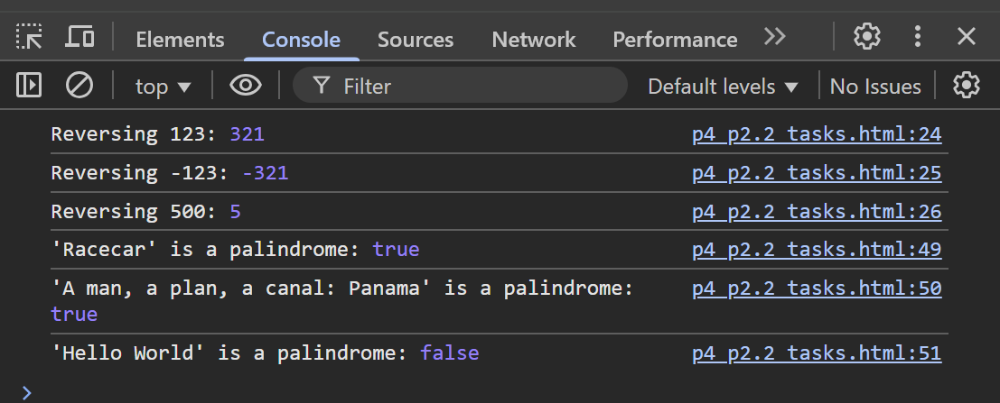 Elements Console Sources Network Performance
top Filter Default levels No Issues
Reversing 123: 321 p4_p2.2_tasks.html:24
Reversing -123: -321 p4_p2.2_tasks.html:25
Reversing 500: 5 p4_p2.2_tasks.html:26
'Racecar' is a palindrome: true p4_p2.2_tasks.html:49
'A man, a plan, a canal: Panama' is a palindrome: p4_p2.2_tasks.html:50
true
'Hello World' is a palindrome: false p4_p2.2_tasks.html:51